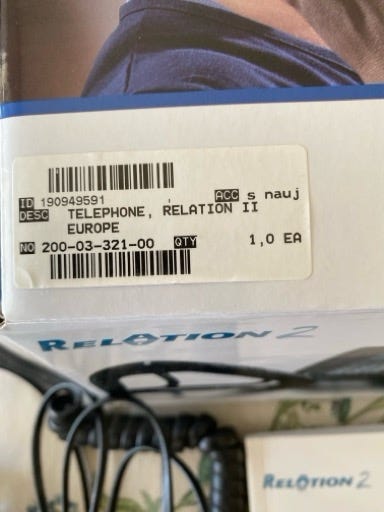 ID 190949591 ACC s nauj
DESC TELEPHONE, RELATION II
EUROPE
NO 200-03-321-00 QTY 1,0 EA
RELATION 2
RELATION 2